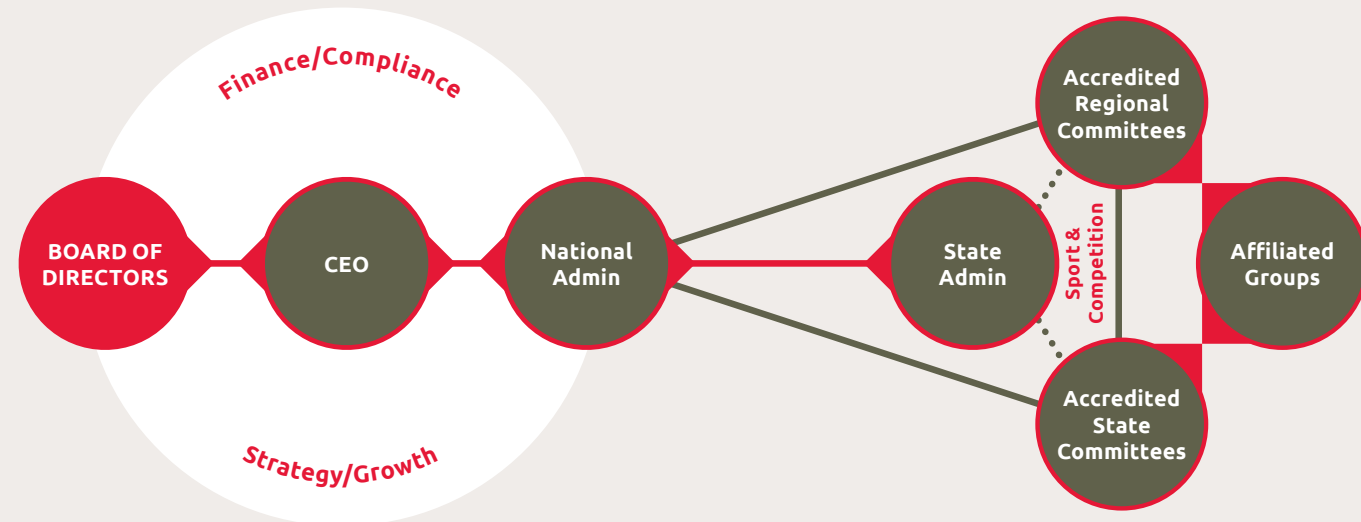 Finance/Compliance
BOARD OF
DIRECTORS
CEO
National
Admin
Strategy/Growth
State
Admin
Sport &
Competition
Accredited
Regional
Committees
Affiliated
Groups
Accredited
State
Committees